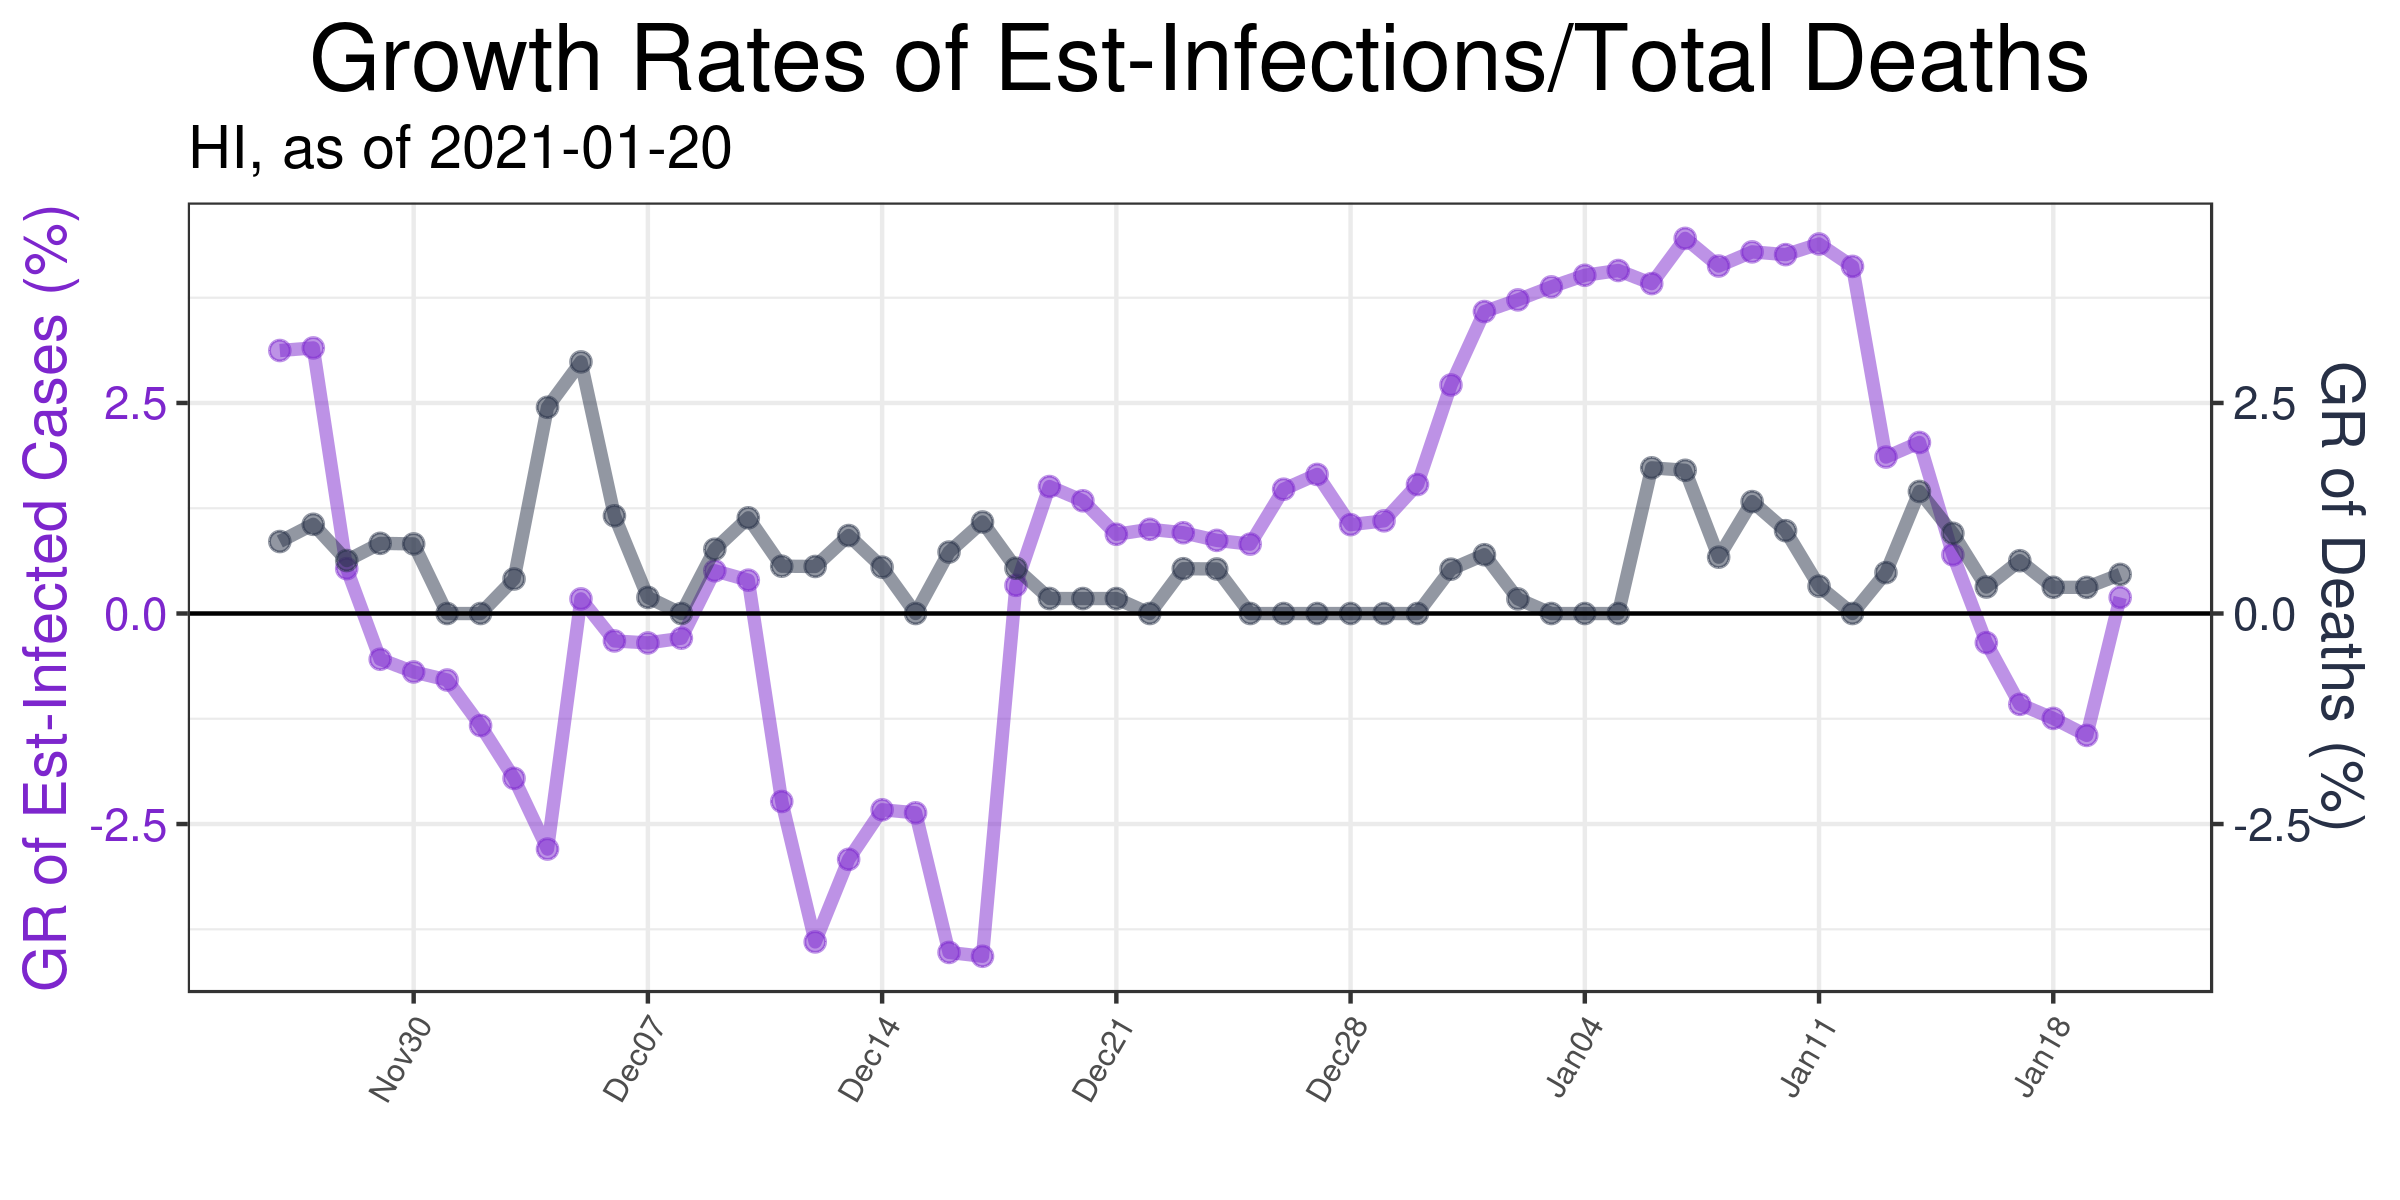 Growth Rates of Est-Infections/Total Deaths
HI, as of 2021-01-20
GR of Est-Infected Cases (%)
2.5
0.0
-2.5
2.5
0.0
-2.5
GR of Deaths (%)
Nov30
Dec07
Dec14
Dec21
Dec28
Jan04
Jan11
Jan18